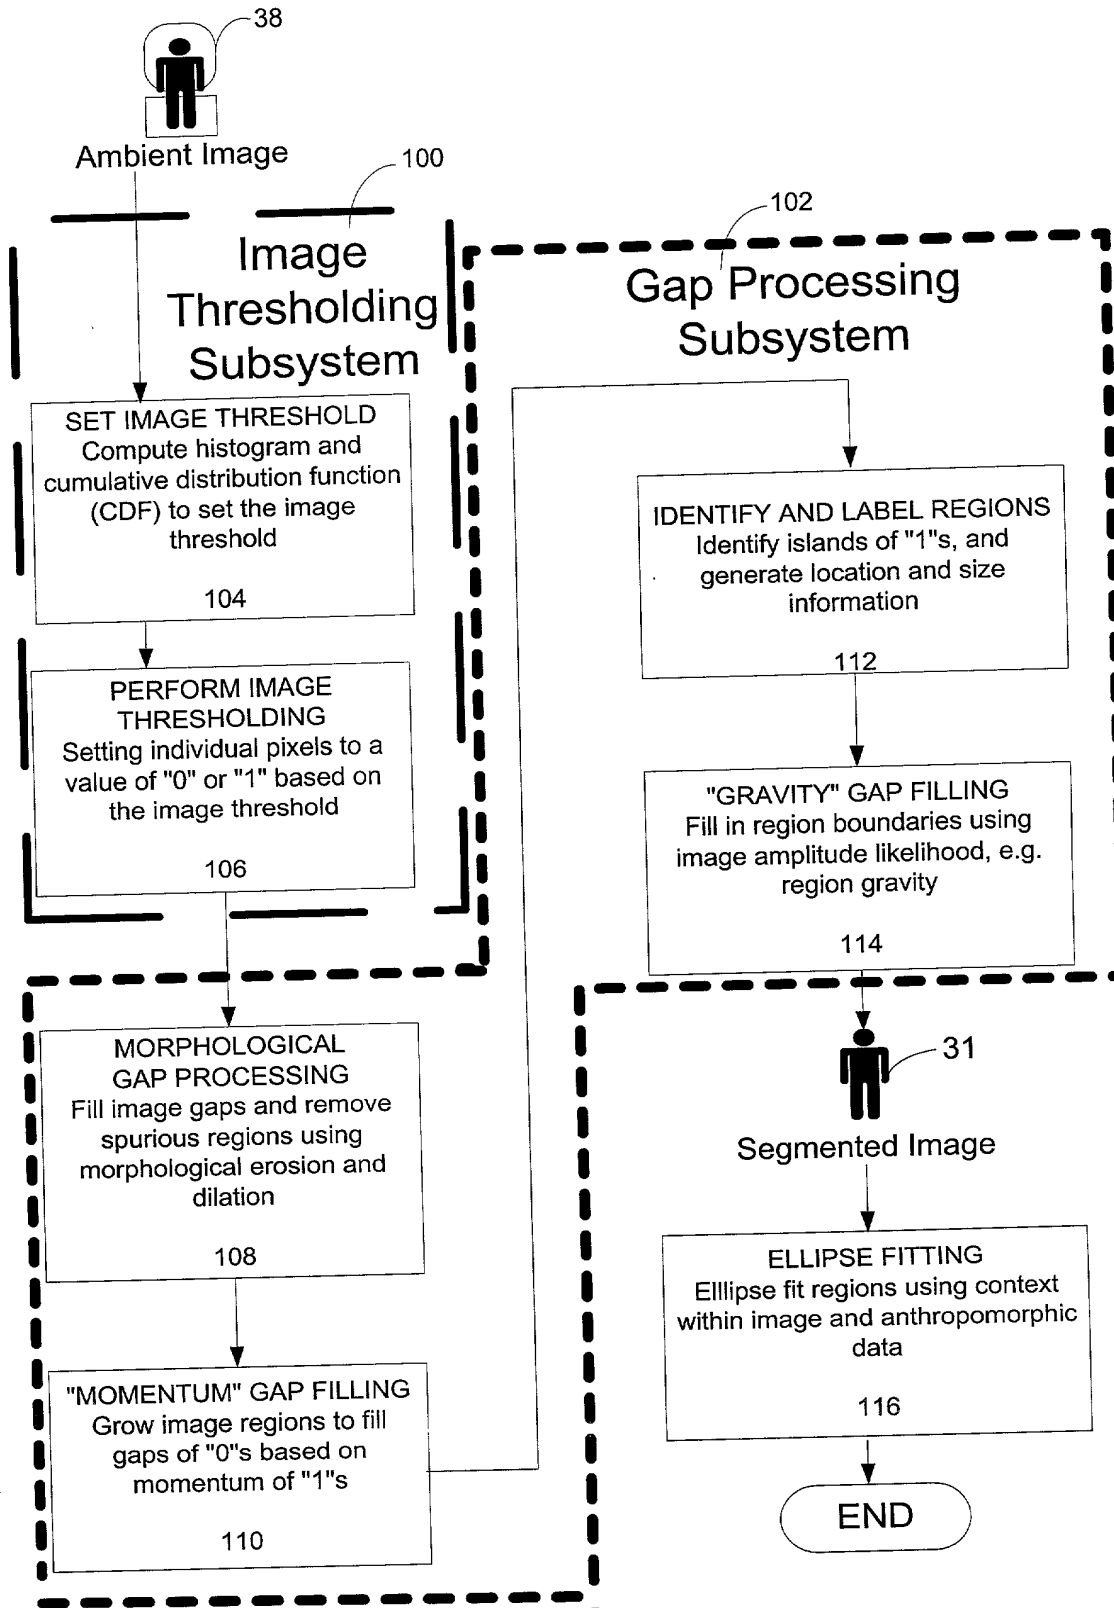 38
Ambient Image
100
Image
Thresholding
Subsystem
SET IMAGE THRESHOLD
Compute histogram and
cumulative distribution function
(CDF) to set the image
threshold
104
PERFORM IMAGE
THRESHOLDING
Setting individual pixels to a
value of "0" or "1" based on
the image threshold
106
102
Gap Processing
Subsystem
MORPHOLOGICAL
GAP PROCESSING
Fill image gaps and remove
spurious regions using
morphological erosion and
dilation
108
"MOMENTUM" GAP FILLING
Grow image regions to fill
gaps of "0"s based on
momentum of "1"s
110
IDENTIFY AND LABEL REGIONS
Identify islands of "1"s, and
generate location and size
information
112
"GRAVITY" GAP FILLING
Fill in region boundaries using
image amplitude likelihood, e.g.
region gravity
114
31
Segmented Image
ELLIPSE FITTING
Elllipse fit regions using context
within image and anthropomorphic
data
116
END